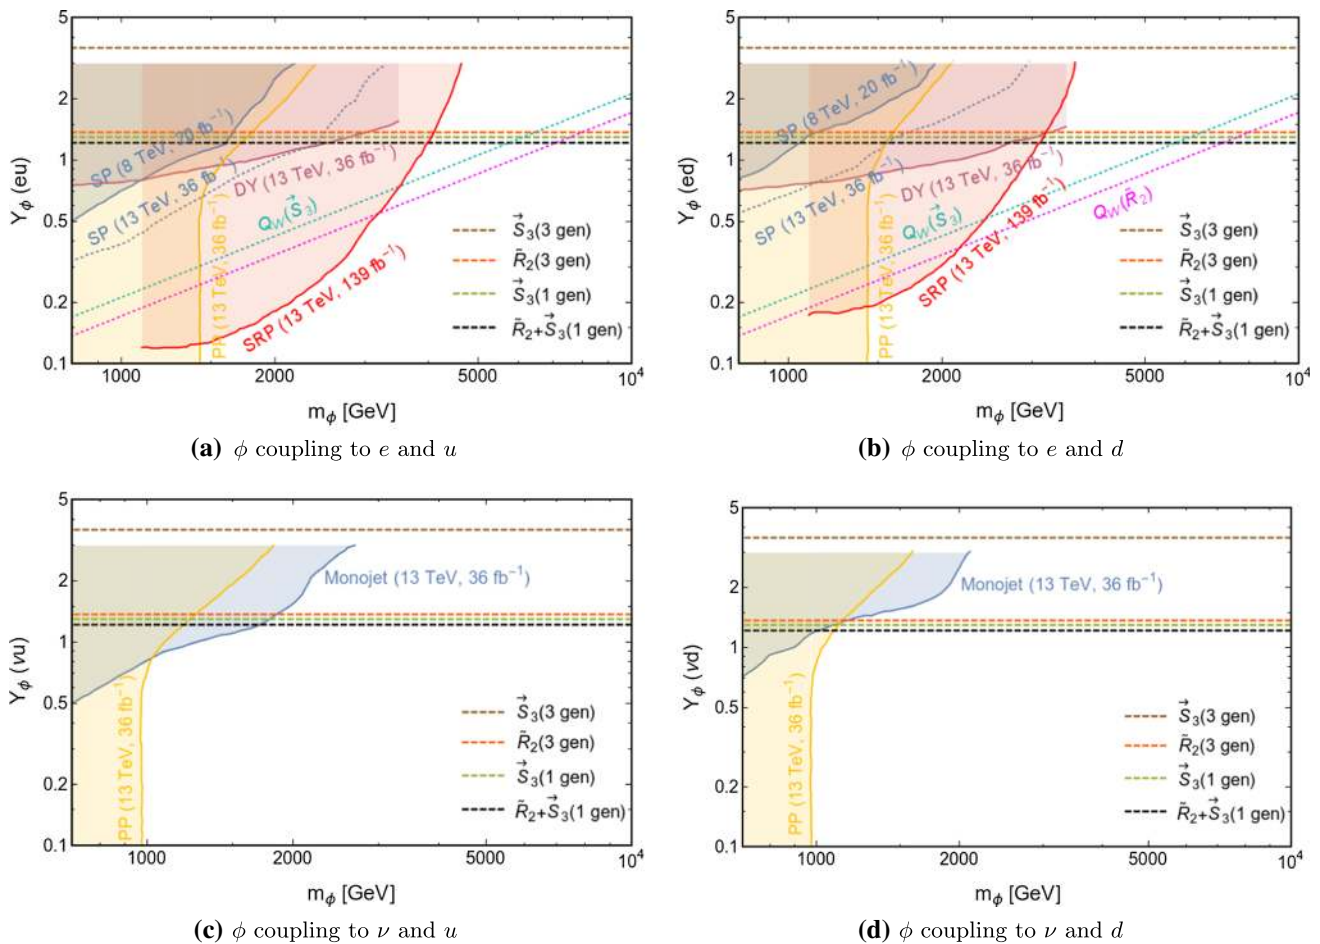 5
2
1
0.5
0.2
0.1
Y_ϕ (eu)
SP (8 TeV, 20 fb⁻¹)
SP (13 TeV, 36 fb⁻¹)
DY (13 TeV, 36 fb⁻¹)
PP (13 TeV, 36 fb⁻¹)
Q_W(S⃗_3)
SRP (13 TeV, 139 fb⁻¹)
S⃗_3(3 gen)
R̃_2(3 gen)
S⃗_3(1 gen)
R̃_2+S⃗_3(1 gen)
1000 2000 5000 10⁴
m_ϕ [GeV]
(a) ϕ coupling to e and u
5
2
1
0.5
0.2
0.1
Y_ϕ (ed)
SP (8 TeV, 20 fb⁻¹)
SP (13 TeV, 36 fb⁻¹)
DY (13 TeV, 36 fb⁻¹)
PP (13 TeV, 36 fb⁻¹)
Q_W(S⃗_3)
Q_W(R̃_2)
SRP (13 TeV, 139 fb⁻¹)
S⃗_3(3 gen)
R̃_2(3 gen)
S⃗_3(1 gen)
R̃_2+S⃗_3(1 gen)
1000 2000 5000 10⁴
m_ϕ [GeV]
(b) ϕ coupling to e and d
5
2
1
0.5
0.2
0.1
Y_ϕ (νu)
Monojet (13 TeV, 36 fb⁻¹)
PP (13 TeV, 36 fb⁻¹)
S⃗_3(3 gen)
R̃_2(3 gen)
S⃗_3(1 gen)
R̃_2+S⃗_3(1 gen)
1000 2000 5000 10⁴
m_ϕ [GeV]
(c) ϕ coupling to ν and u
5
2
1
0.5
0.2
0.1
Y_ϕ (νd)
Monojet (13 TeV, 36 fb⁻¹)
PP (13 TeV, 36 fb⁻¹)
S⃗_3(3 gen)
R̃_2(3 gen)
S⃗_3(1 gen)
R̃_2+S⃗_3(1 gen)
1000 2000 5000 10⁴
m_ϕ [GeV]
(d) ϕ coupling to ν and d